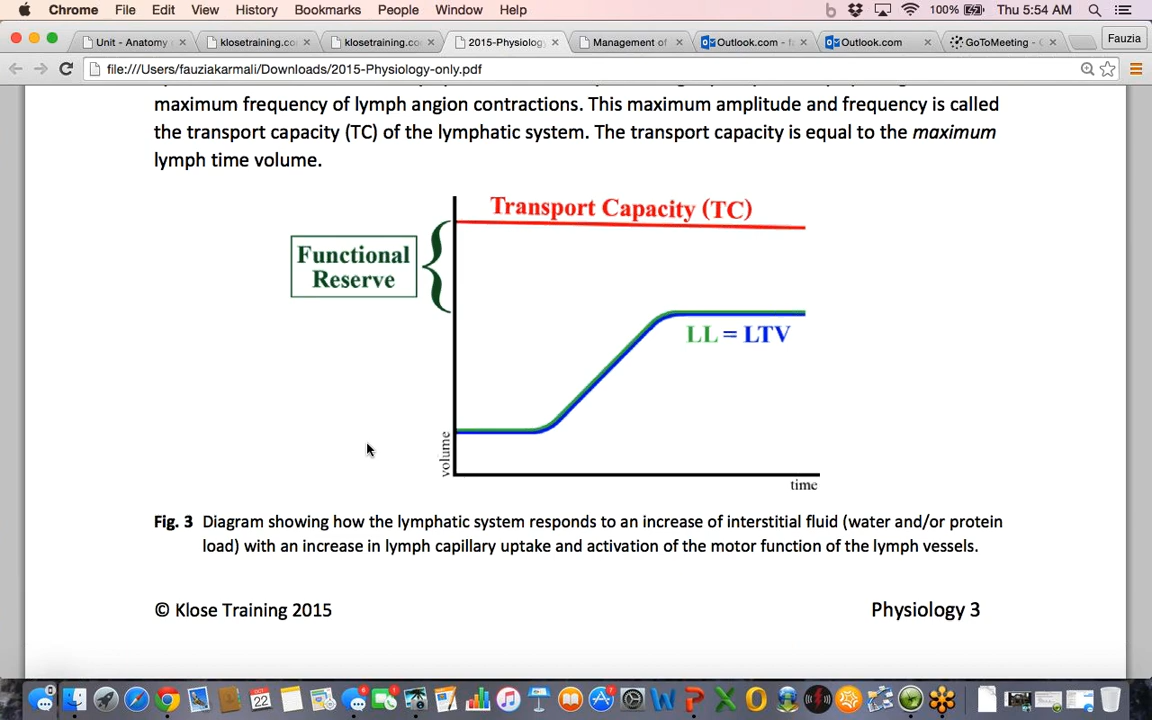 Chrome File Edit View History Bookmarks People Window Help 100% Thu 5:54 AM
Unit - Anatomy klosetraining.co klosetraining.co 2015-Physiolog Management of Outlook.com - Outlook.com GoToMeeting - Fauzia
file:///Users/fauziakarmali/Downloads/2015-Physiology-only.pdf
maximum frequency of lymph angion contractions. This maximum amplitude and frequency is called
the transport capacity (TC) of the lymphatic system. The transport capacity is equal to the maximum
lymph time volume.
Transport Capacity (TC)
Functional
Reserve
LL = LTV
volume
time
Fig. 3 Diagram showing how the lymphatic system responds to an increase of interstitial fluid (water and/or protein
load) with an increase in lymph capillary uptake and activation of the motor function of the lymph vessels.
© Klose Training 2015 Physiology 3